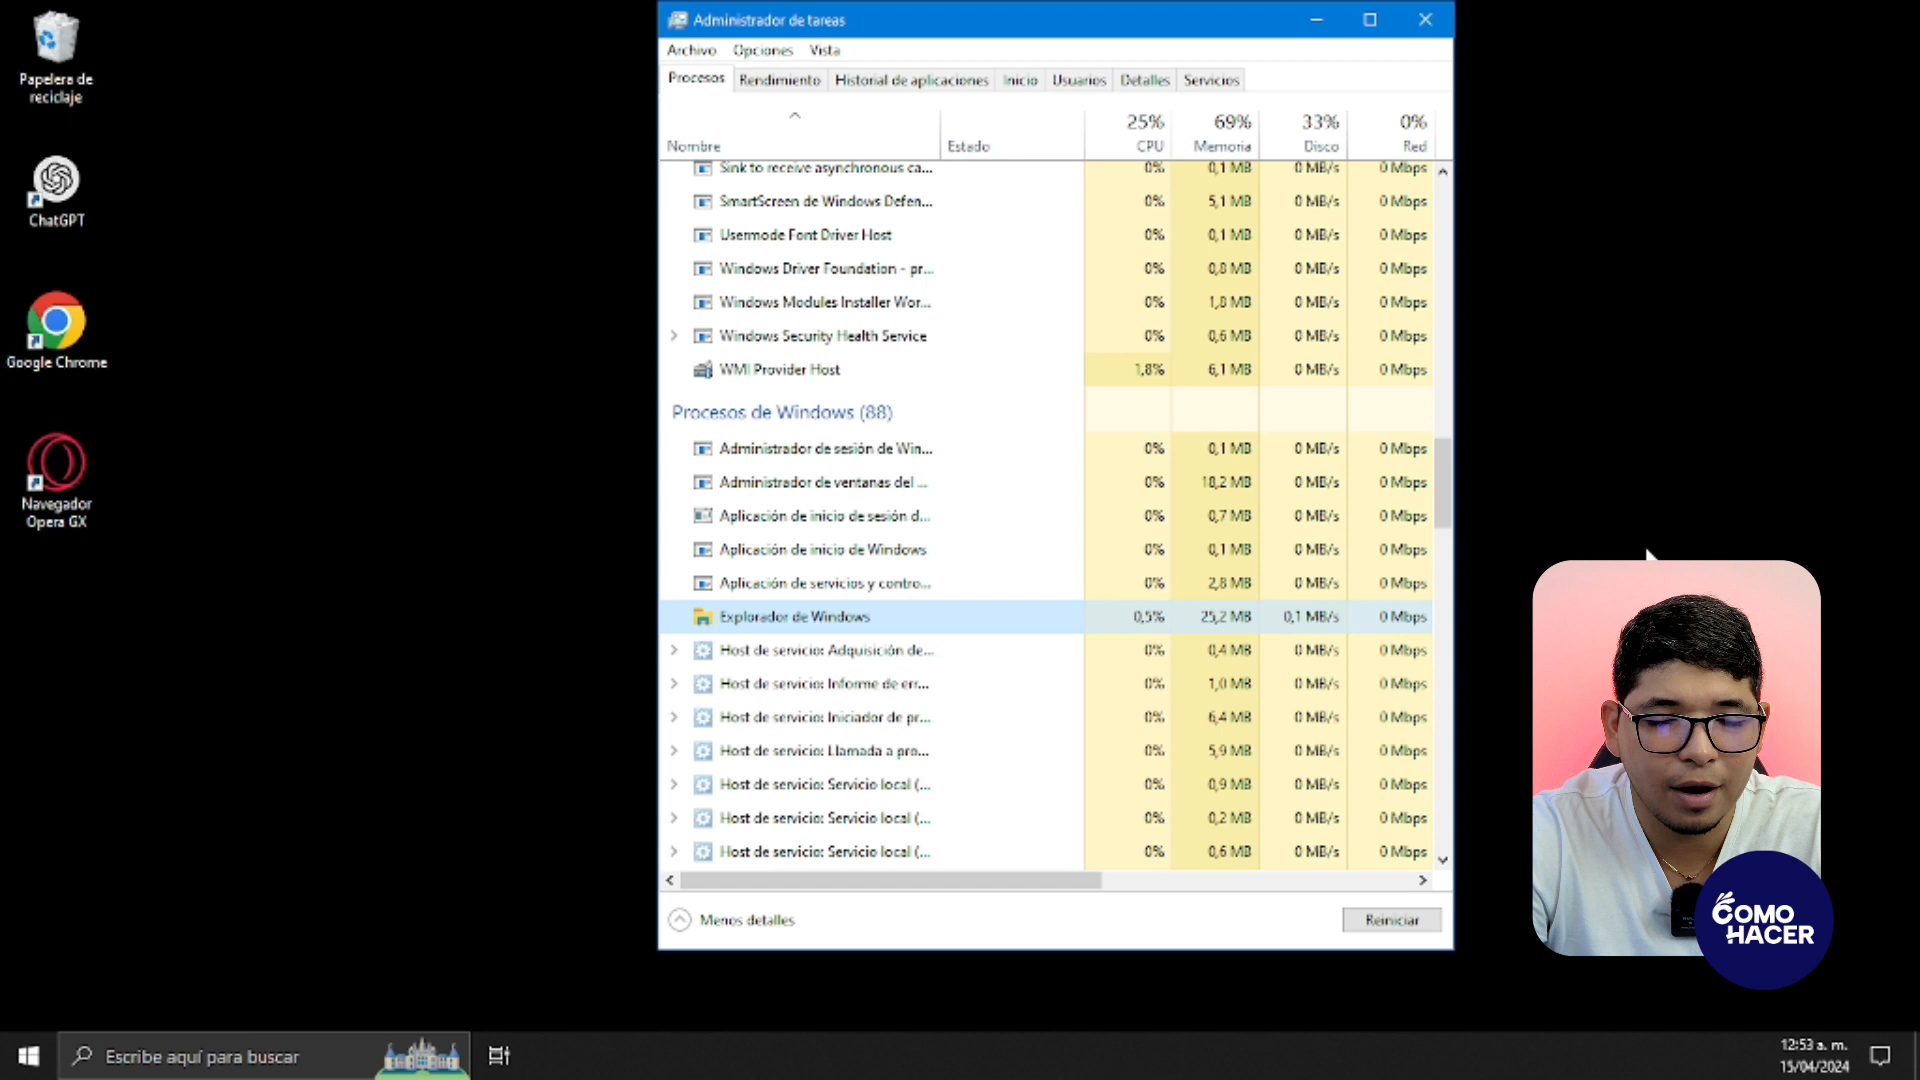 Papelera de
reciclaje
ChatGPT
Google Chrome
Navegador
Opera GX
Administrador de tareas
Archivo Opciones Vista
Procesos Rendimiento Historial de aplicaciones Inicio Usuarios Detalles Servicios
25% 69% 33% 0%
Nombre Estado CPU Memoria Disco Red
Sink to receive asynchronous ca... 0% 0,1 MB 0 MB/s 0 Mbps
SmartScreen de Windows Defen... 0% 5,1 MB 0 MB/s 0 Mbps
Usermode Font Driver Host 0% 0,1 MB 0 MB/s 0 Mbps
Windows Driver Foundation - pr... 0% 0,8 MB 0 MB/s 0 Mbps
Windows Modules Installer Wor... 0% 1,8 MB 0 MB/s 0 Mbps
Windows Security Health Service 0% 0,6 MB 0 MB/s 0 Mbps
WMI Provider Host 1,8% 6,1 MB 0 MB/s 0 Mbps
Procesos de Windows (88)
Administrador de sesión de Win... 0% 0,1 MB 0 MB/s 0 Mbps
Administrador de ventanas del ... 0% 18,2 MB 0 MB/s 0 Mbps
Aplicación de inicio de sesión d... 0% 0,7 MB 0 MB/s 0 Mbps
Aplicación de inicio de Windows 0% 0,1 MB 0 MB/s 0 Mbps
Aplicación de servicios y contro... 0% 2,8 MB 0 MB/s 0 Mbps
Explorador de Windows 0,5% 25,2 MB 0,1 MB/s 0 Mbps
Host de servicio: Adquisición de... 0% 0,4 MB 0 MB/s 0 Mbps
Host de servicio: Informe de err... 0% 1,0 MB 0 MB/s 0 Mbps
Host de servicio: Iniciador de pr... 0% 6,4 MB 0 MB/s 0 Mbps
Host de servicio: Llamada a pro... 0% 5,9 MB 0 MB/s 0 Mbps
Host de servicio: Servicio local (... 0% 0,9 MB 0 MB/s 0 Mbps
Host de servicio: Servicio local (... 0% 0,2 MB 0 MB/s 0 Mbps
Host de servicio: Servicio local (... 0% 0,6 MB 0 MB/s 0 Mbps
Menos detalles Reiniciar
COMO
HACER
Escribe aquí para buscar
12:53 a. m.
15/04/2024